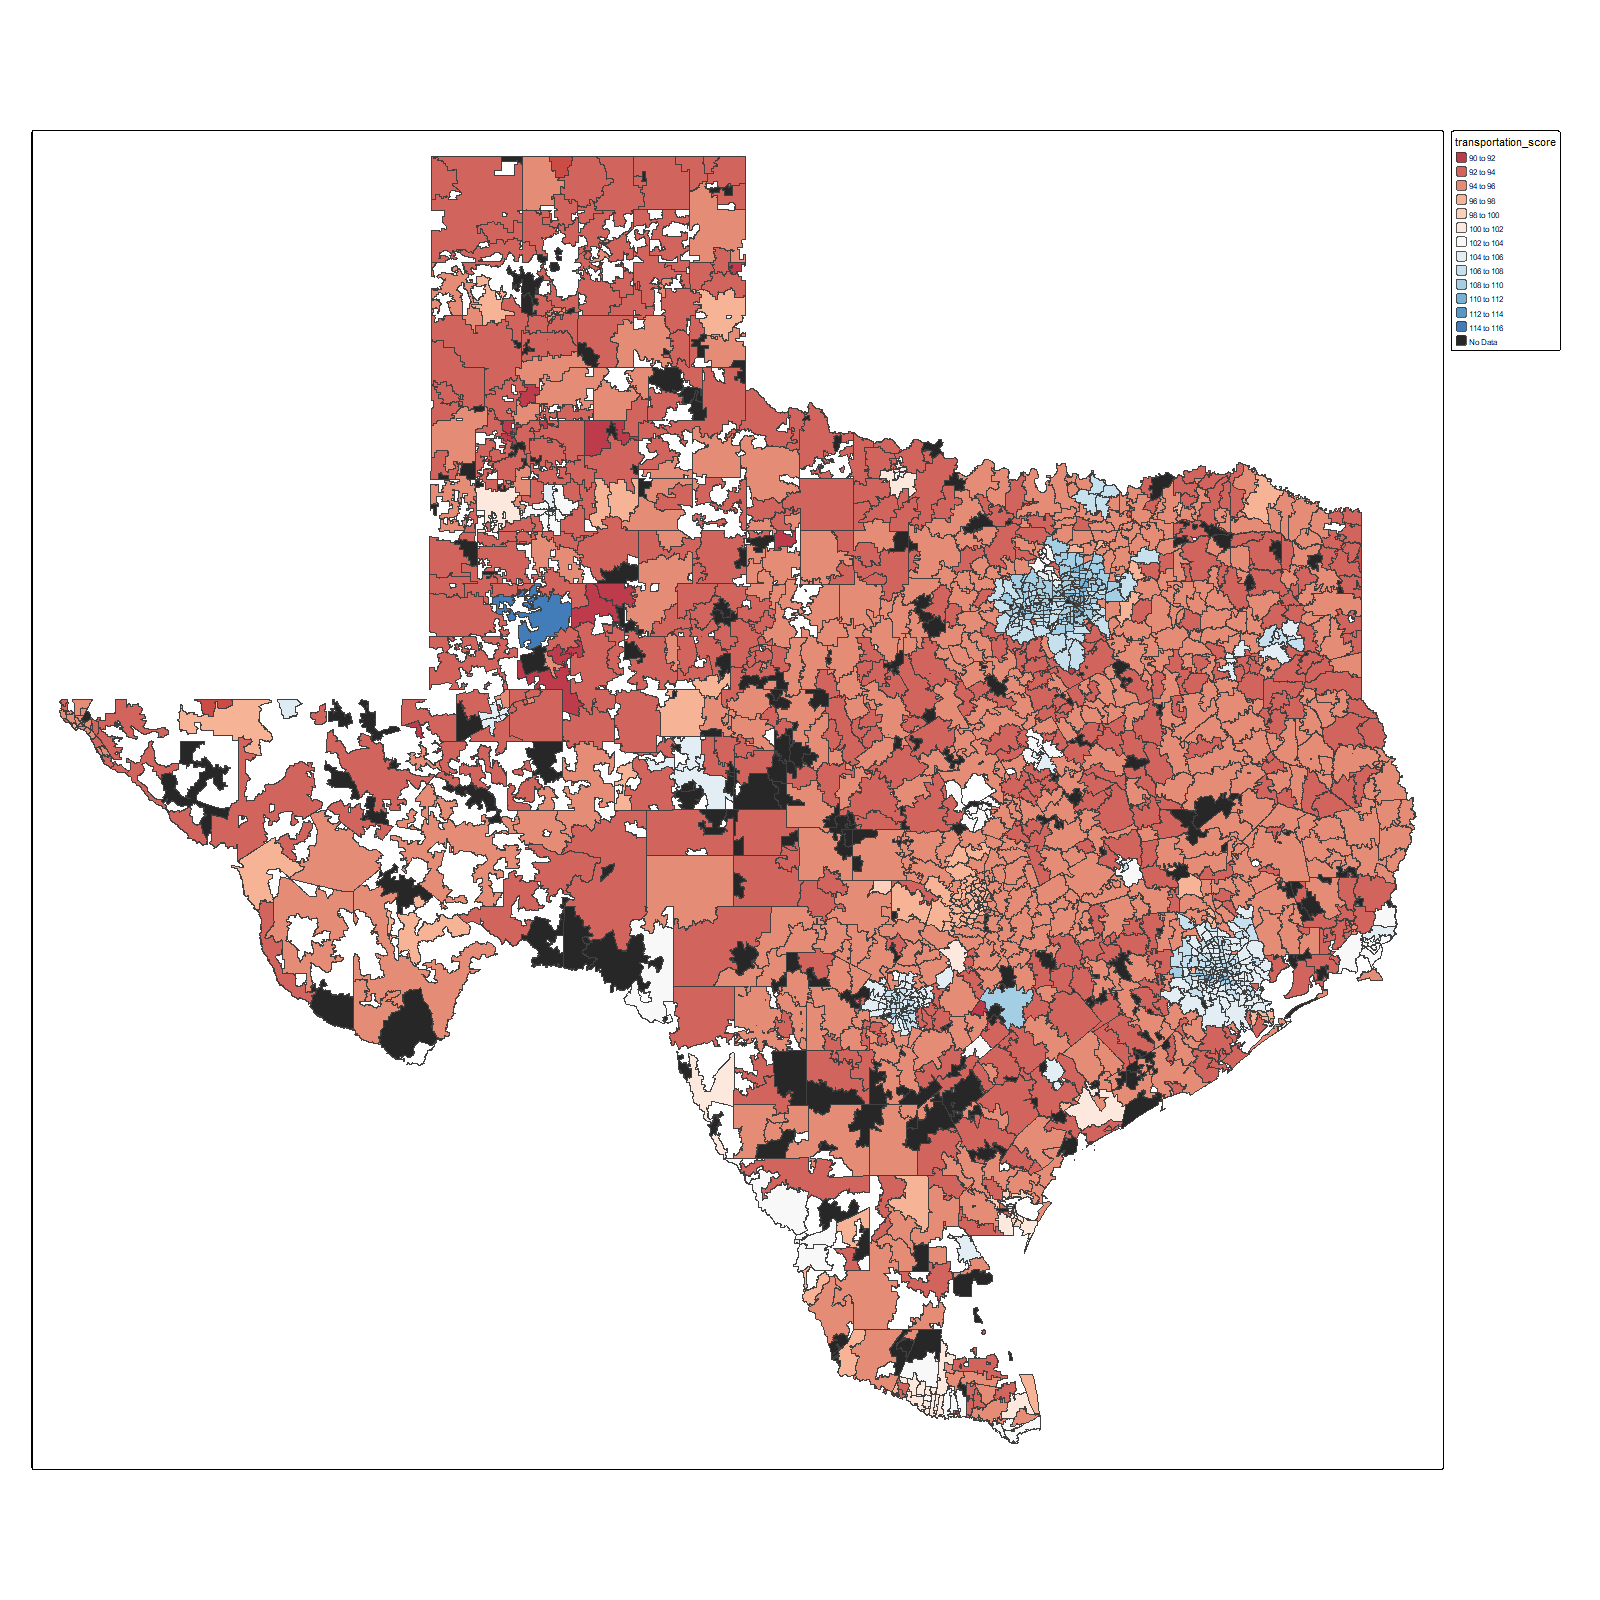 transportation_score
90 to 92
92 to 94
94 to 96
96 to 98
98 to 100
100 to 102
102 to 104
104 to 106
106 to 108
108 to 110
110 to 112
112 to 114
114 to 116
No Data